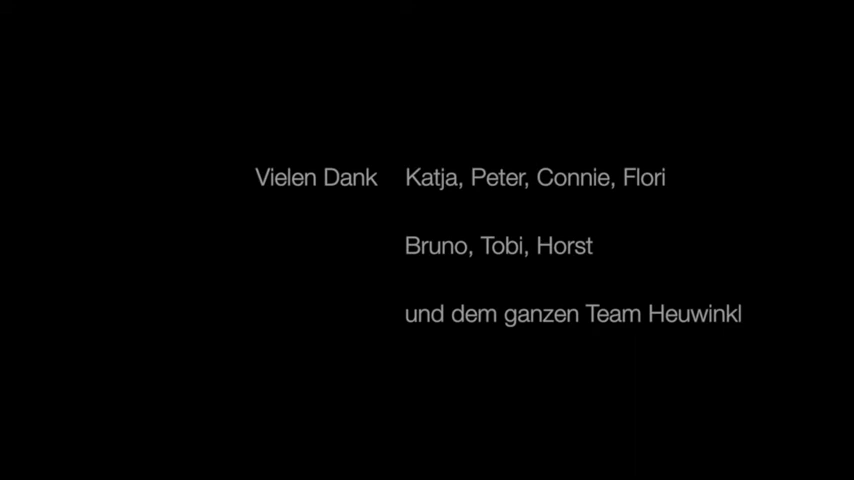 Vielen Dank Katja, Peter, Connie, Flori
Bruno, Tobi, Horst
und dem ganzen Team Heuwinkl